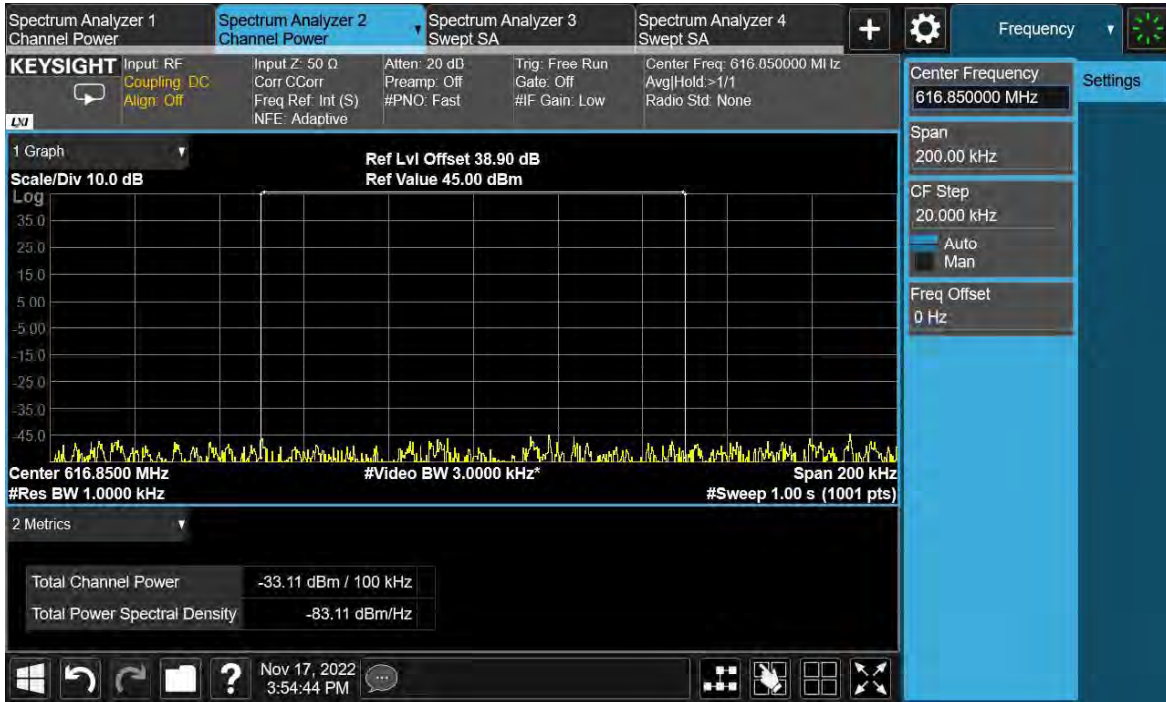 Spectrum Analyzer 1
Channel Power
Spectrum Analyzer 2
Channel Power
Spectrum Analyzer 3
Swept SA
Spectrum Analyzer 4
Swept SA
+
Frequency
KEYSIGHT
LXI
Input: RF
Coupling: DC
Align: Off
Input Z: 50 Ω
Corr CCorr
Freq Ref: Int (S)
NFE: Adaptive
Atten: 20 dB
Preamp: Off
#PNO: Fast
Trig: Free Run
Gate: Off
#IF Gain: Low
Center Freq: 616.850000 MHz
Avg|Hold:>1/1
Radio Std: None
Center Frequency
616.850000 MHz
Settings
Span
200.00 kHz
CF Step
20.000 kHz
Auto
Man
Freq Offset
0 Hz
1 Graph
Scale/Div 10.0 dB
Ref Lvl Offset 38.90 dB
Ref Value 45.00 dBm
Log
35.0
25.0
15.0
5.00
-5.00
-15.0
-25.0
-35.0
-45.0
Center 616.8500 MHz
#Video BW 3.0000 kHz*
Span 200 kHz
#Res BW 1.0000 kHz
#Sweep 1.00 s (1001 pts)
2 Metrics
Total Channel Power -33.11 dBm / 100 kHz
Total Power Spectral Density -83.11 dBm/Hz
?
Nov 17, 2022
3:54:44 PM